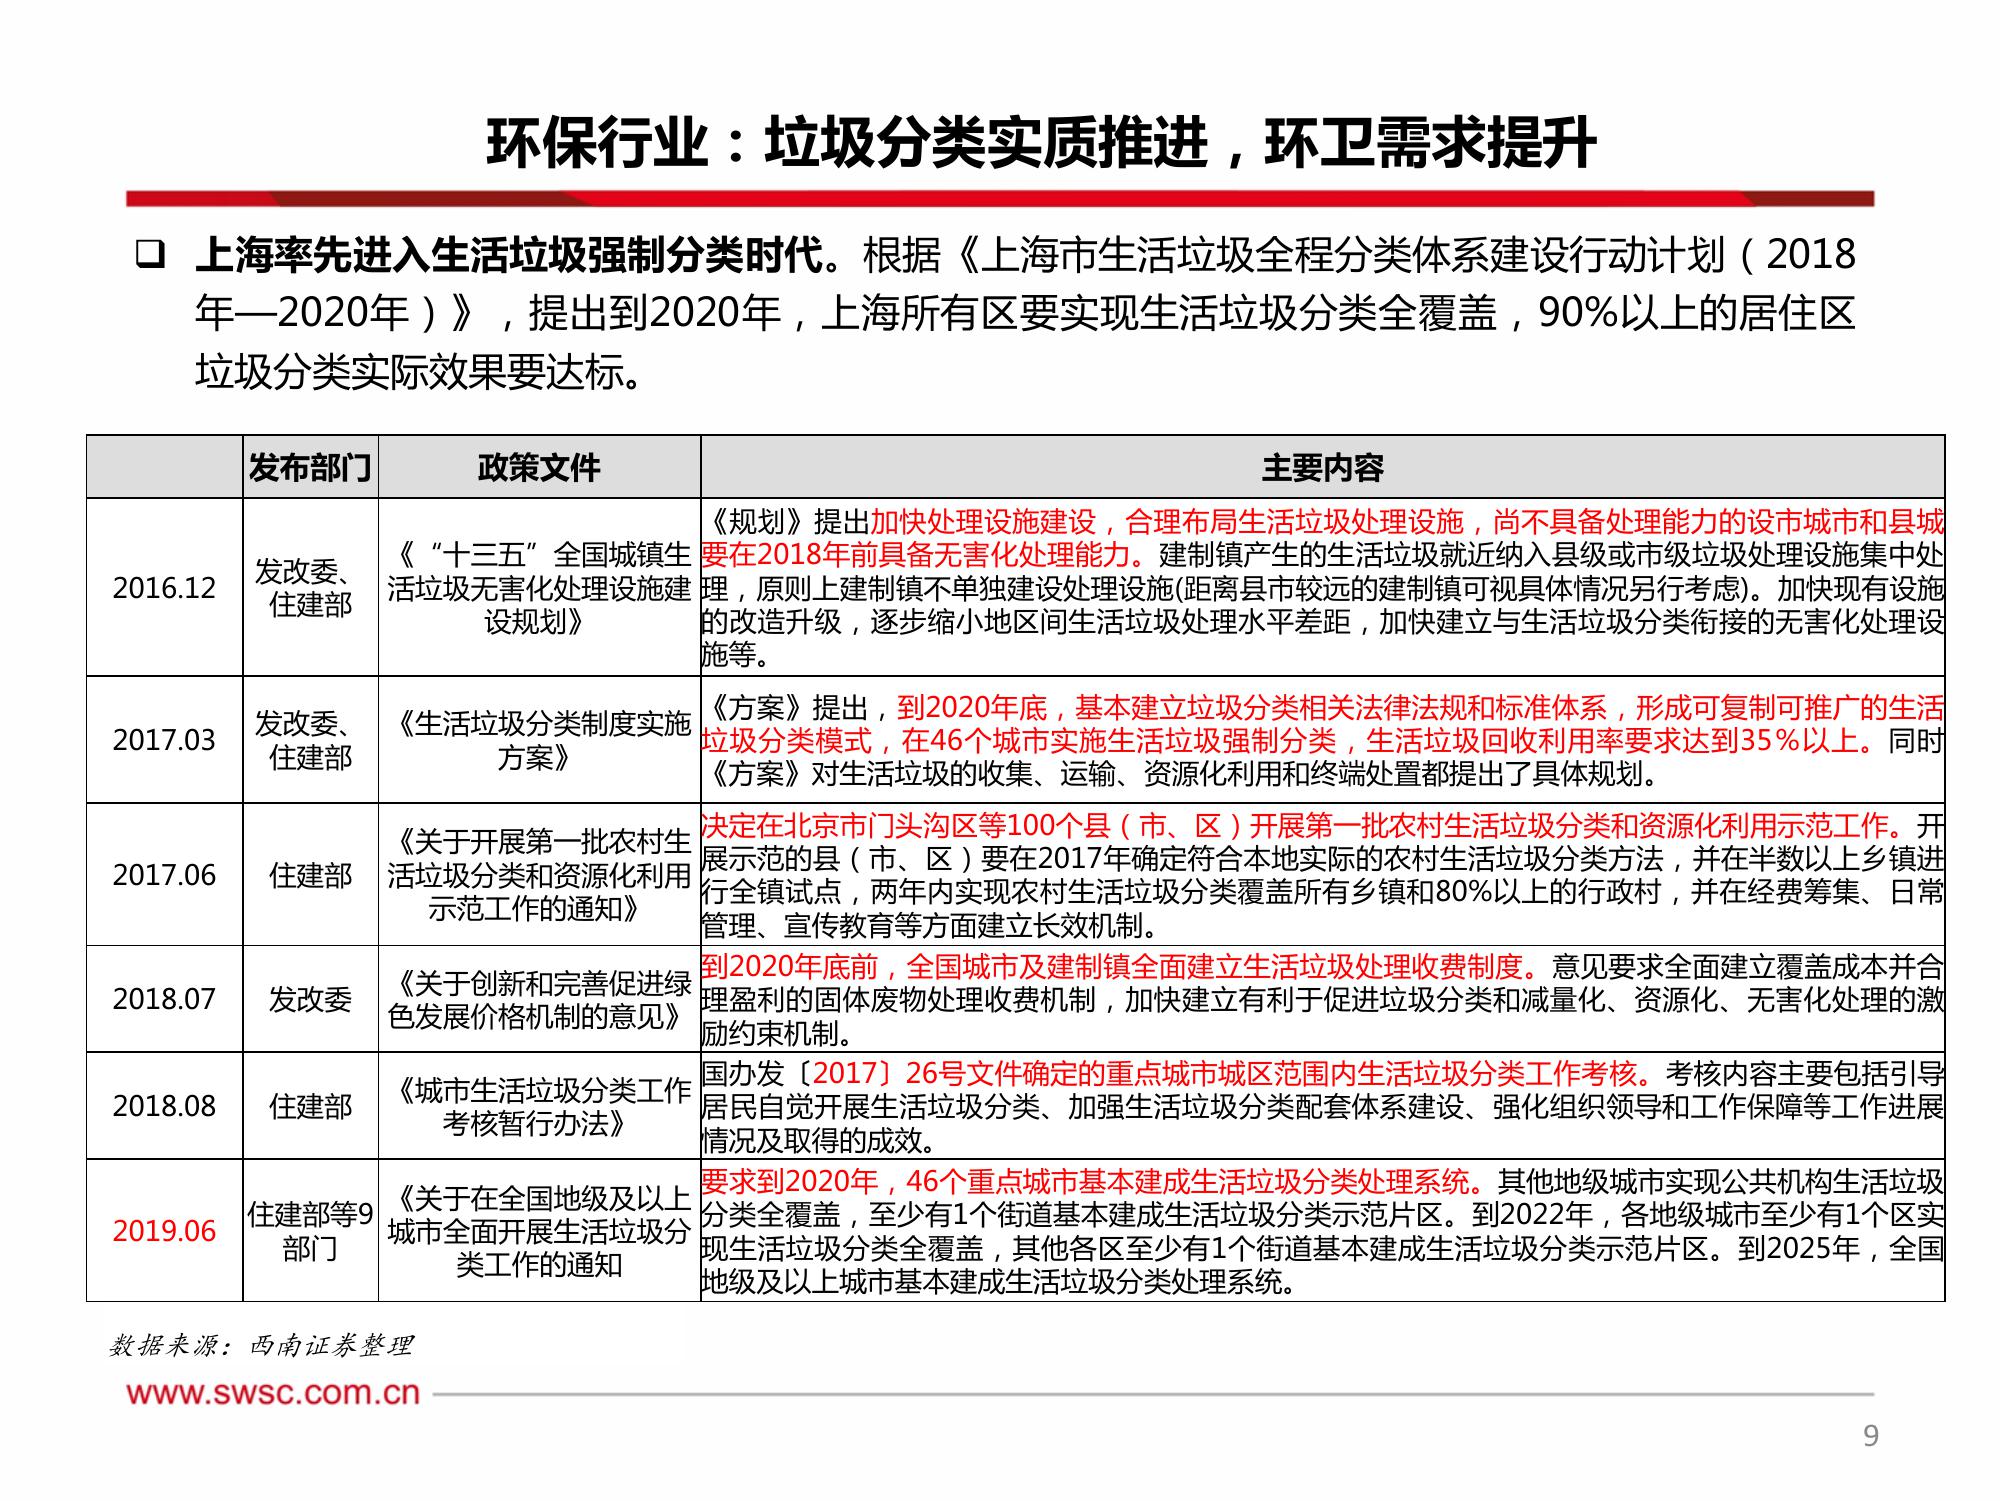 环保行业：垃圾分类实质推进，环卫需求提升
❑ 上海率先进入生活垃圾强制分类时代。根据《上海市生活垃圾全程分类体系建设行动计划（2018
年—2020年）》，提出到2020年，上海所有区要实现生活垃圾分类全覆盖，90%以上的居住区
垃圾分类实际效果要达标。
发布部门 政策文件 主要内容
2016.12
发改委、
住建部
《“十三五”全国城镇生
活垃圾无害化处理设施建
设规划》
《规划》提出加快处理设施建设，合理布局生活垃圾处理设施，尚不具备处理能力的设市城市和县城
要在2018年前具备无害化处理能力。建制镇产生的生活垃圾就近纳入县级或市级垃圾处理设施集中处
理，原则上建制镇不单独建设处理设施(距离县市较远的建制镇可视具体情况另行考虑)。加快现有设施
的改造升级，逐步缩小地区间生活垃圾处理水平差距，加快建立与生活垃圾分类衔接的无害化处理设
施等。
2017.03
发改委、
住建部
《生活垃圾分类制度实施
方案》
《方案》提出，到2020年底，基本建立垃圾分类相关法律法规和标准体系，形成可复制可推广的生活
垃圾分类模式，在46个城市实施生活垃圾强制分类，生活垃圾回收利用率要求达到35%以上。同时
《方案》对生活垃圾的收集、运输、资源化利用和终端处置都提出了具体规划。
2017.06
住建部
《关于开展第一批农村生
活垃圾分类和资源化利用
示范工作的通知》
决定在北京市门头沟区等100个县（市、区）开展第一批农村生活垃圾分类和资源化利用示范工作。开
展示范的县（市、区）要在2017年确定符合本地实际的农村生活垃圾分类方法，并在半数以上乡镇进
行全镇试点，两年内实现农村生活垃圾分类覆盖所有乡镇和80%以上的行政村，并在经费筹集、日常
管理、宣传教育等方面建立长效机制。
2018.07
发改委
《关于创新和完善促进绿
色发展价格机制的意见》
到2020年底前，全国城市及建制镇全面建立生活垃圾处理收费制度。意见要求全面建立覆盖成本并合
理盈利的固体废物处理收费机制，加快建立有利于促进垃圾分类和减量化、资源化、无害化处理的激
励约束机制。
2018.08
住建部
《城市生活垃圾分类工作
考核暂行办法》
国办发〔2017〕26号文件确定的重点城市城区范围内生活垃圾分类工作考核。考核内容主要包括引导
居民自觉开展生活垃圾分类、加强生活垃圾分类配套体系建设、强化组织领导和工作保障等工作进展
情况及取得的成效。
2019.06
住建部等9
部门
《关于在全国地级及以上
城市全面开展生活垃圾分
类工作的通知
要求到2020年，46个重点城市基本建成生活垃圾分类处理系统。其他地级城市实现公共机构生活垃圾
分类全覆盖，至少有1个街道基本建成生活垃圾分类示范片区。到2022年，各地级城市至少有1个区实
现生活垃圾分类全覆盖，其他各区至少有1个街道基本建成生活垃圾分类示范片区。到2025年，全国
地级及以上城市基本建成生活垃圾分类处理系统。
数据来源：西南证券整理
www.swsc.com.cn
9